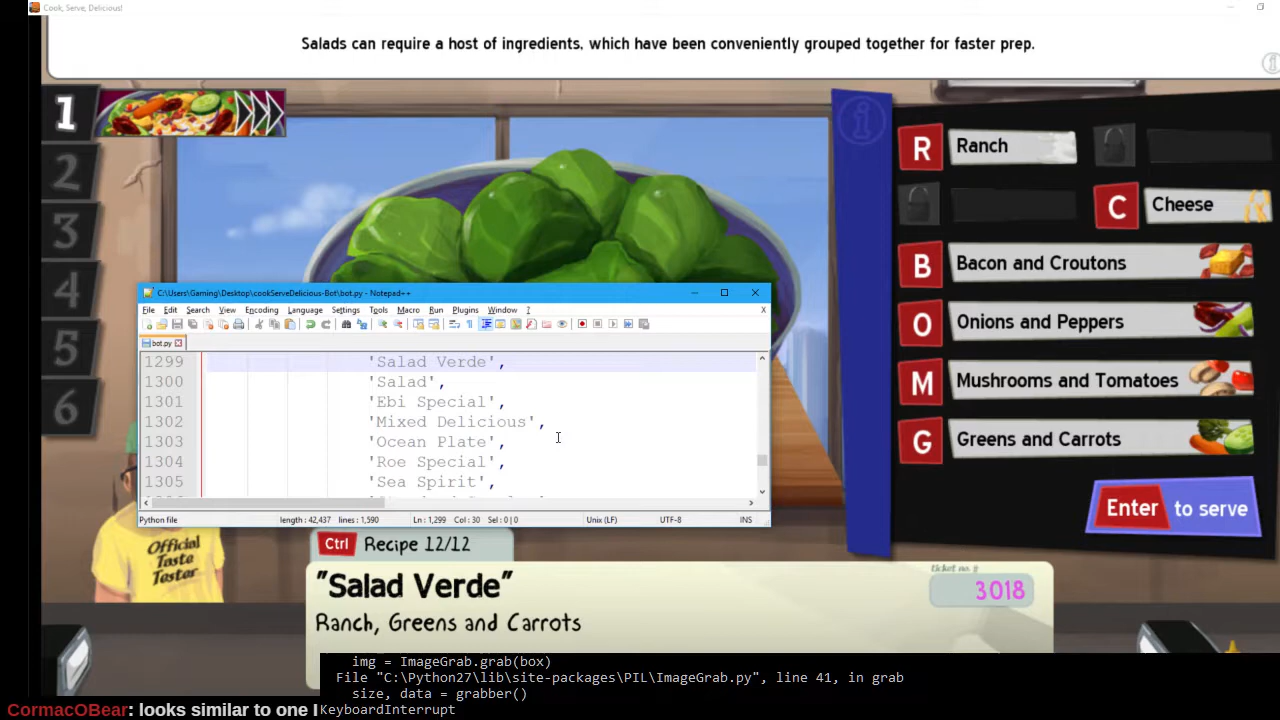 Cook, Serve, Delicious!
Salads can require a host of ingredients, which have been conveniently grouped together for faster prep.
1
2
3
4
5
6
R Ranch
C Cheese
B Bacon and Croutons
O Onions and Peppers
M Mushrooms and Tomatoes
G Greens and Carrots
Enter to serve
C:\Users\Gaming\Desktop\cookServeDelicious-Bot\bot.py - Notepad++
File Edit Search View Encoding Language Settings Tools Macro Run Plugins Window ? X
bot.py
1299 'Salad Verde',
1300 'Salad',
1301 'Ebi Special',
1302 'Mixed Delicious',
1303 'Ocean Plate',
1304 'Roe Special',
1305 'Sea Spirit',
Python file length : 42,437 lines : 1,590 Ln : 1,299 Col : 30 Sel : 0 | 0 Unix (LF) UTF-8 INS
Official
Taste
Tester
Ctrl Recipe 12/12
"Salad Verde"
Ranch, Greens and Carrots
3018
img = ImageGrab.grab(box)
File "C:\Python27\lib\site-packages\PIL\ImageGrab.py", line 41, in grab
size, data = grabber()
KeyboardInterrupt
CormacOBear: looks similar to one I